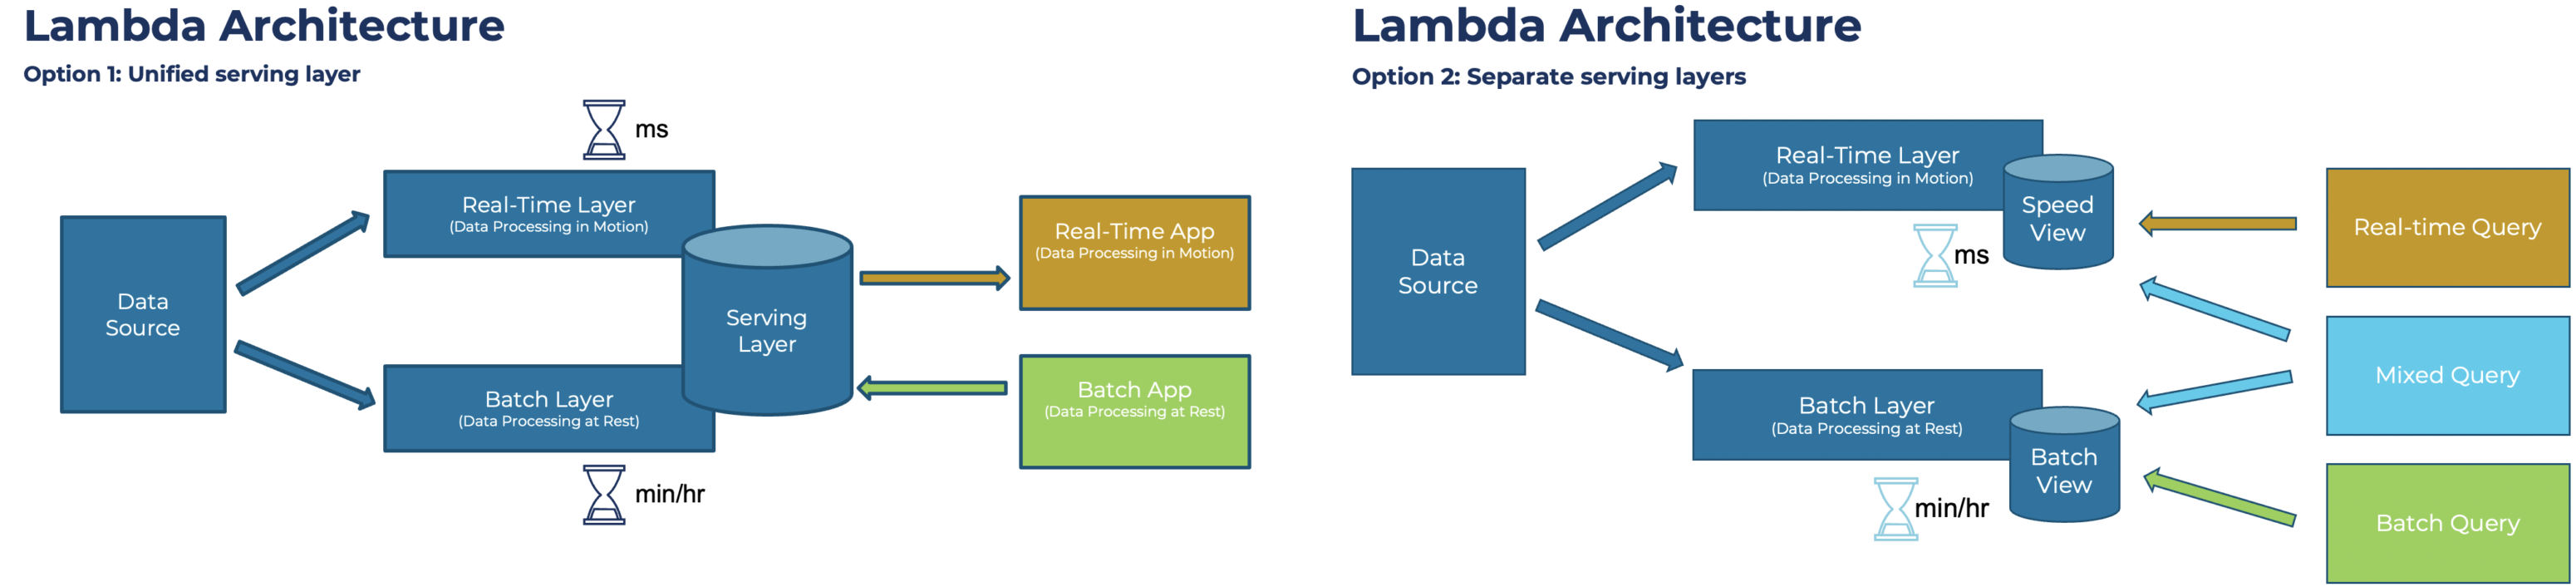 Lambda Architecture
Option 1: Unified serving layer
ms
Real-Time Layer
(Data Processing in Motion)
Data
Source
Serving
Layer
Batch Layer
(Data Processing at Rest)
min/hr
Real-Time App
(Data Processing in Motion)
Batch App
(Data Processing at Rest)
Lambda Architecture
Option 2: Separate serving layers
Data
Source
Real-Time Layer
(Data Processing in Motion)
Speed
View
ms
Batch Layer
(Data Processing at Rest)
Batch
View
min/hr
Real-time Query
Mixed Query
Batch Query